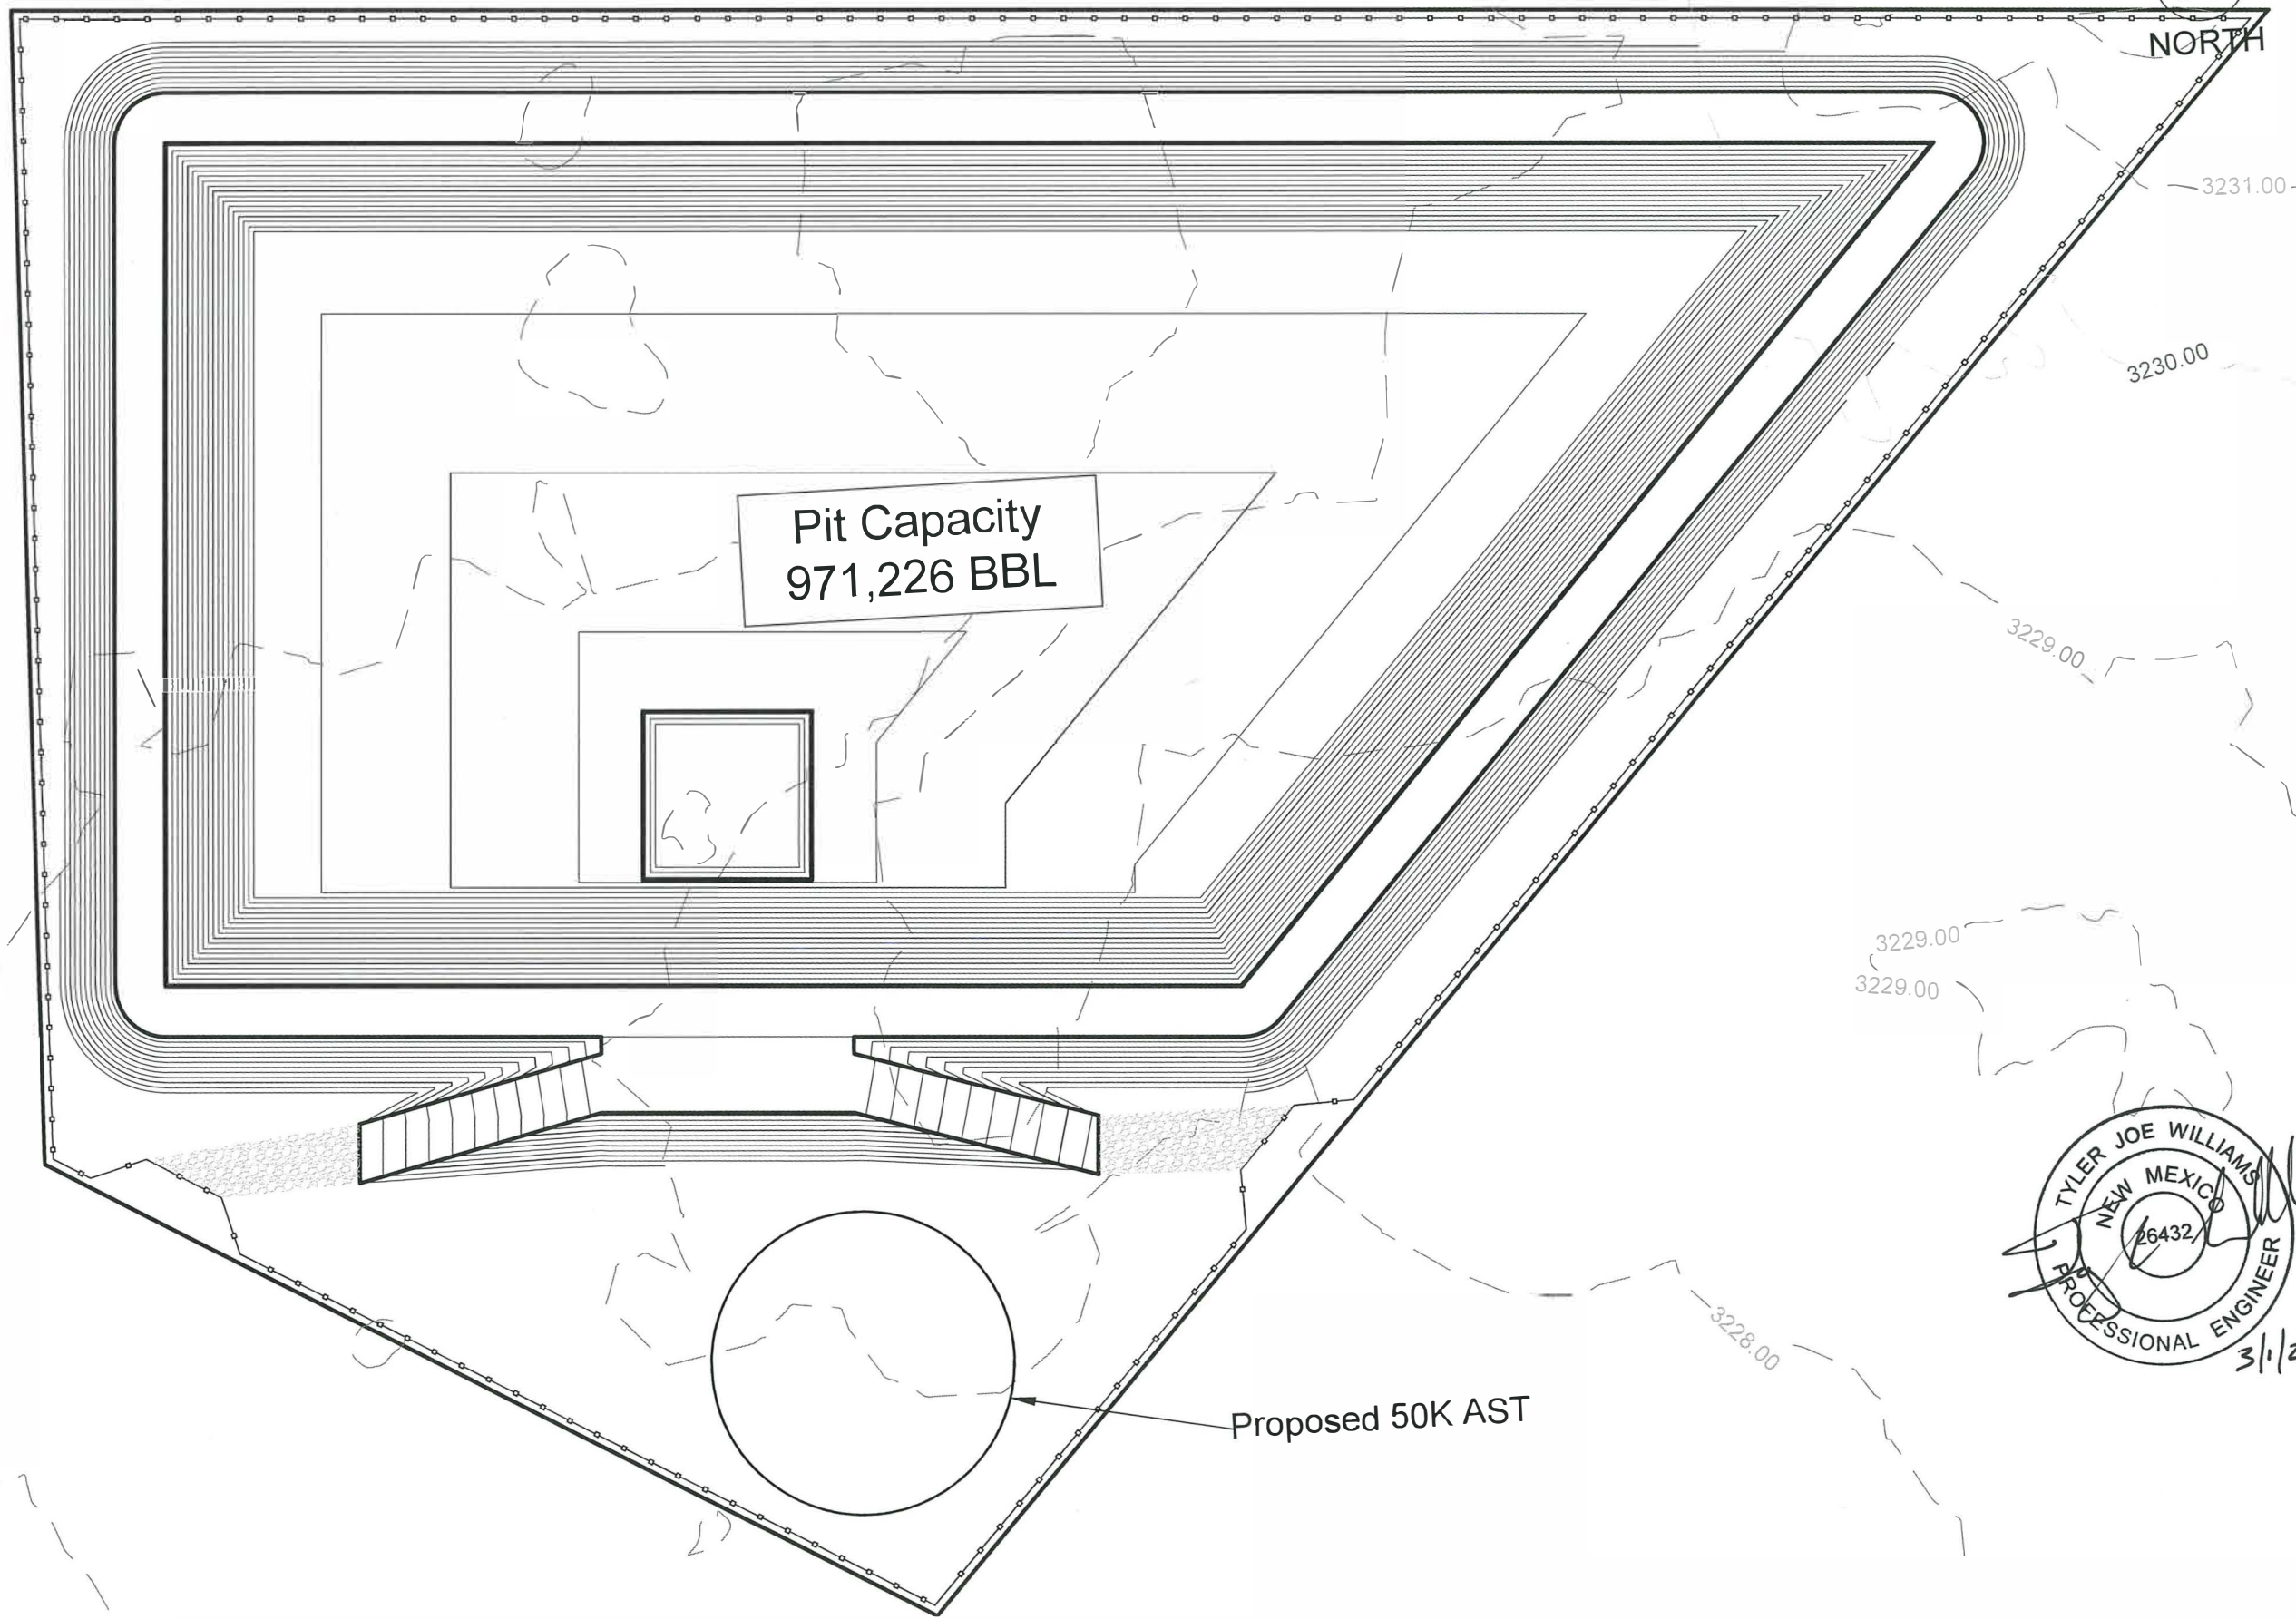 NORTH
3231.00
3230.00
Pit Capacity
971,226 BBL
3229.00
3229.00
3229.00
TYLER JOE WILLIAMS
NEW MEXICO
26432
PROFESSIONAL ENGINEER
3228.00
Proposed 50K AST